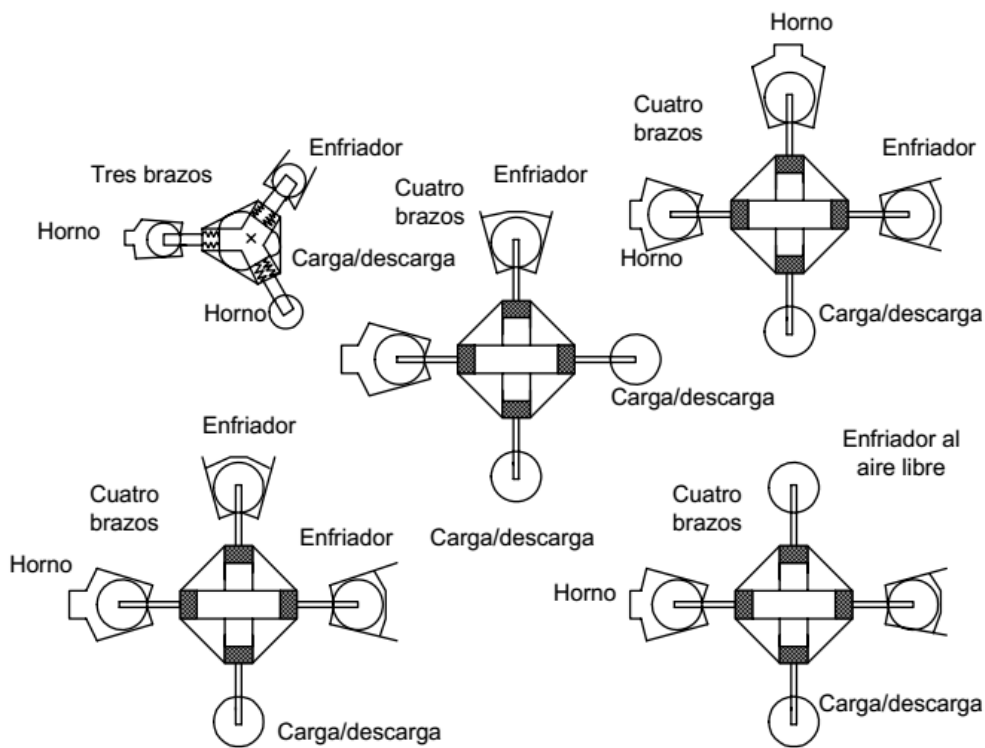 Horno
Cuatro
brazos
Enfriador
Horno
Carga/descarga
Enfriador
Tres brazos
Horno
Carga/descarga
Horno
Cuatro
brazos
Enfriador
Carga/descarga
Carga/descarga
Enfriador
Cuatro
brazos
Enfriador
Horno
Carga/descarga
Enfriador al
aire libre
Cuatro
brazos
Horno
Carga/descarga